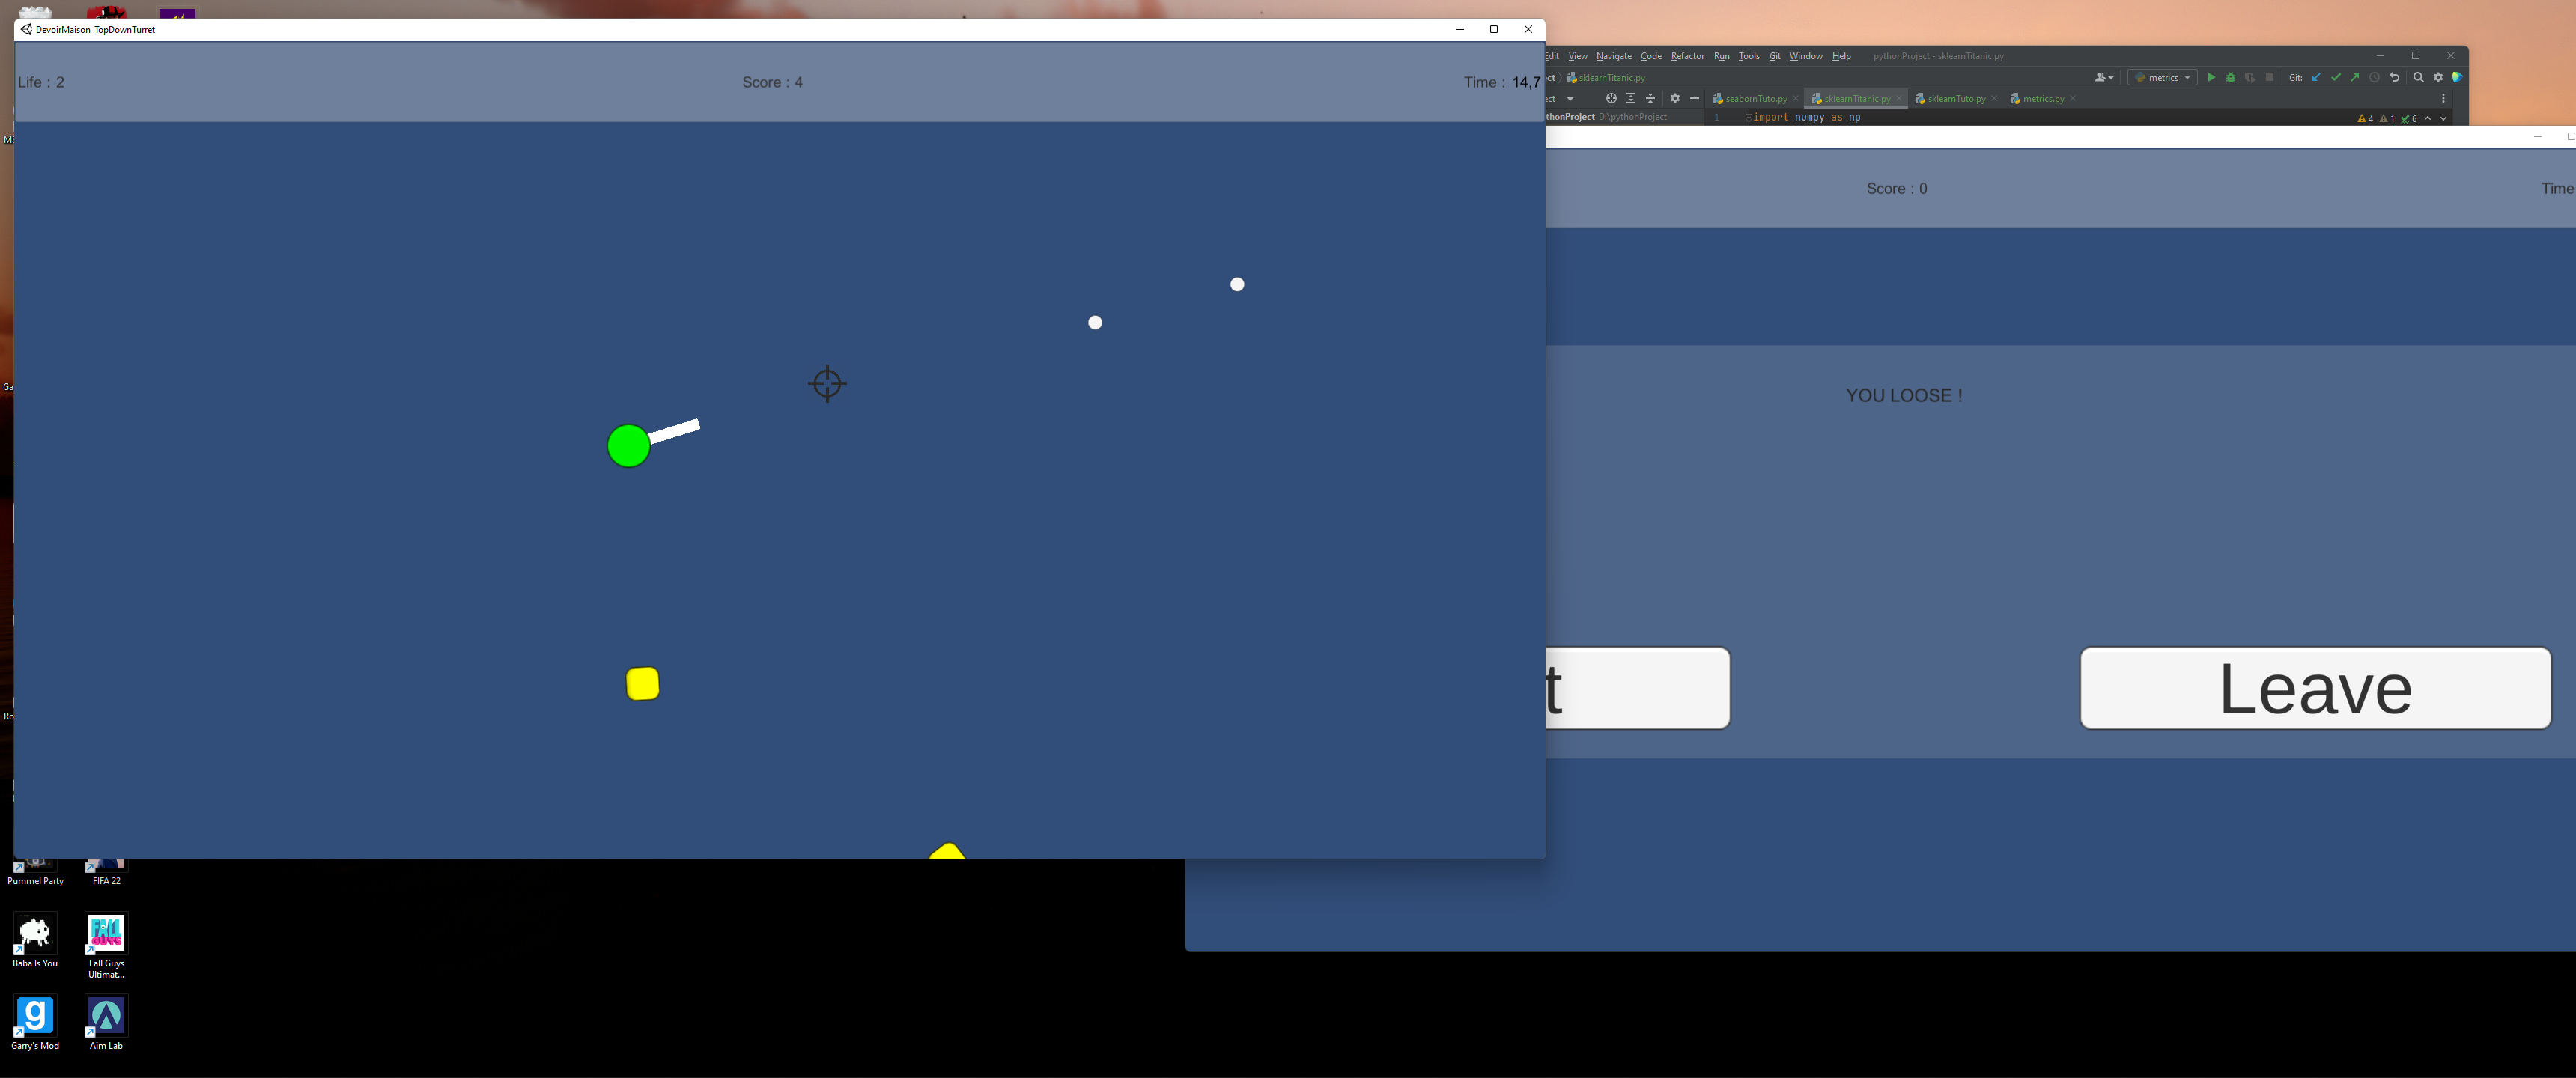 DevoirMaison_TopDownTurret
Life : 2
Score : 4
Time : 14,7
Edit View Navigate Code Refactor Run Tools Git Window Help pythonProject - sklearnTitanic.py
sklearnTitanic.py
metrics
Git:
seabornTuto.py sklearnTitanic.py sklearnTuto.py metrics.py
D:\pythonProject
1 import numpy as np
4 1 6
Score : 0
Time
YOU LOOSE !
t
Leave
Pummel Party
FIFA 22
Baba Is You
Fall Guys
Ultimat...
Garry's Mod
Aim Lab